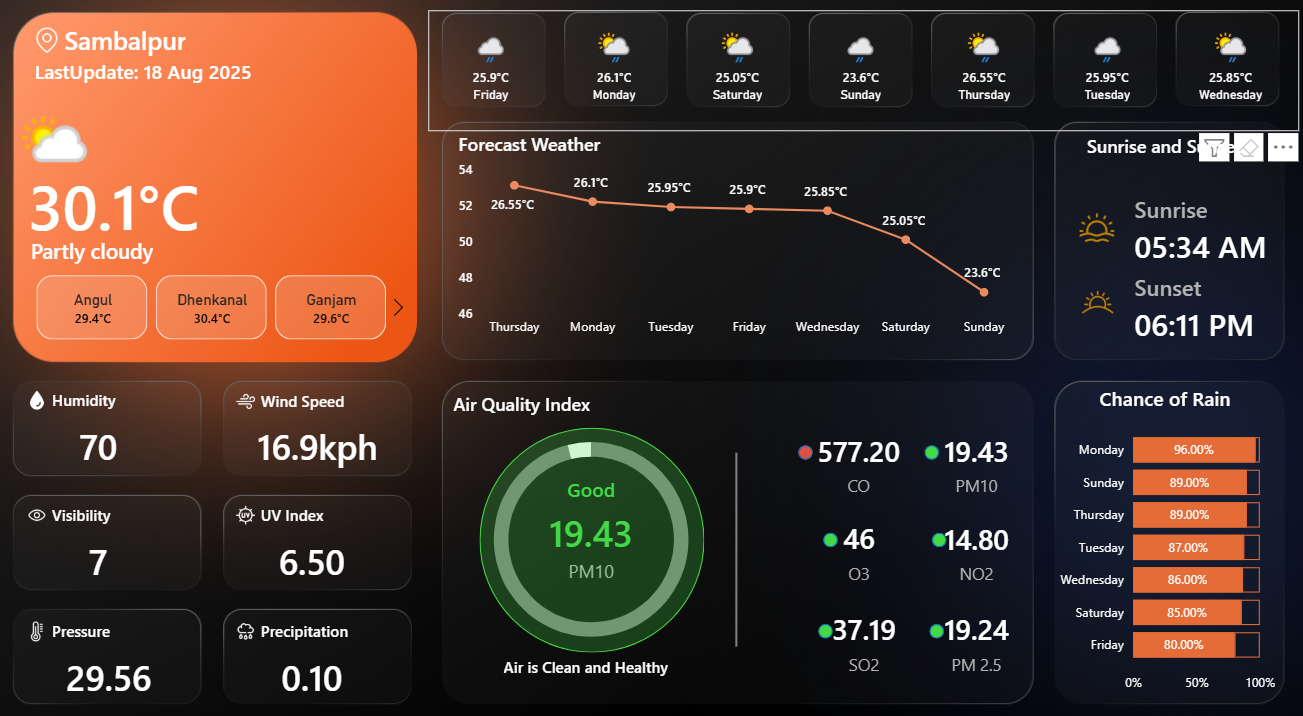 Sambalpur
LastUpdate: 18 Aug 2025
30.1°C
Partly cloudy
Angul
29.4°C
Dhenkanal
30.4°C
Ganjam
29.6°C
25.9°C
Friday
26.1°C
Monday
25.05°C
Saturday
23.6°C
Sunday
26.55°C
Thursday
25.95°C
Tuesday
25.85°C
Wednesday
Forecast Weather
54
52
50
48
46
26.55°C
26.1°C
25.95°C
25.9°C
25.85°C
25.05°C
23.6°C
Thursday Monday Tuesday Friday Wednesday Saturday Sunday
Sunrise and
Sunrise
05:34 AM
Sunset
06:11 PM
Humidity
70
Wind Speed
16.9kph
Visibility
7
UV
UV Index
6.50
Pressure
29.56
Precipitation
0.10
Air Quality Index
Good
19.43
PM10
Air is Clean and Healthy
577.20
CO
19.43
PM10
46
O3
14.80
NO2
37.19
SO2
19.24
PM 2.5
Chance of Rain
Monday 96.00%
Sunday 89.00%
Thursday 89.00%
Tuesday 87.00%
Wednesday 86.00%
Saturday 85.00%
Friday 80.00%
0% 50% 100%